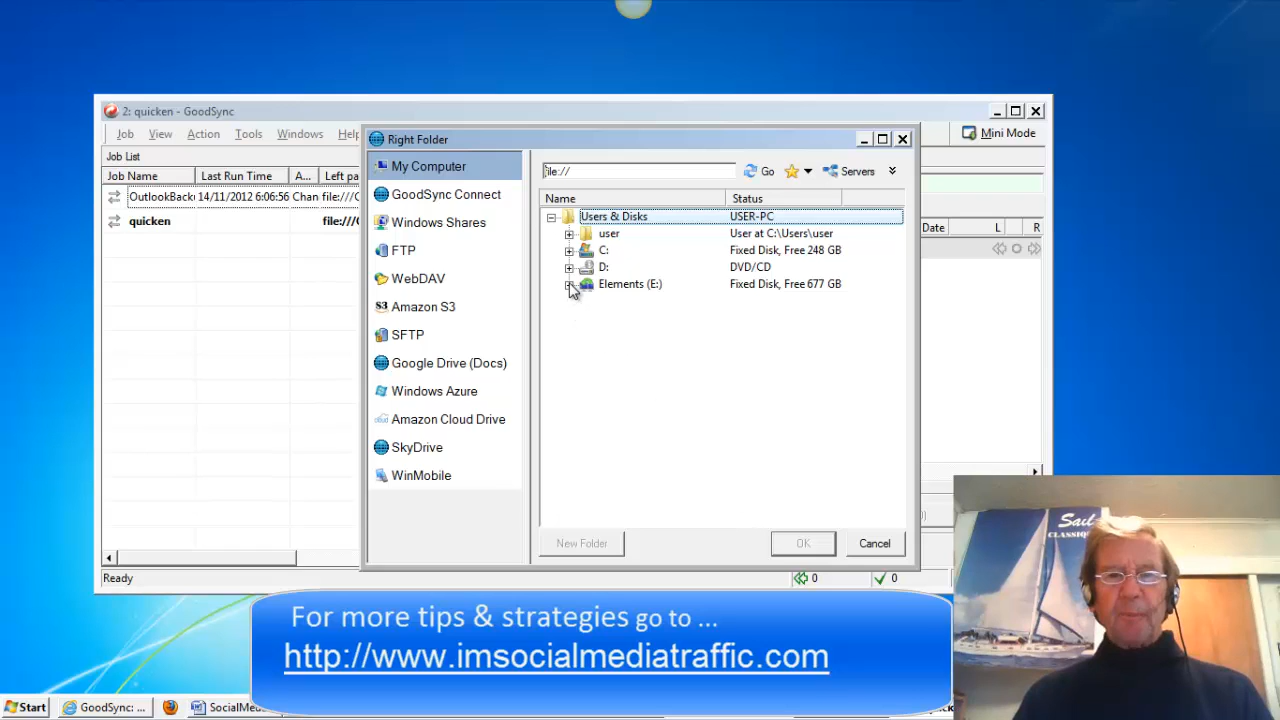 2: quicken - GoodSync
Job View Action Tools Windows Help
Mini Mode
Job List
Job Name Last Run Time A... Left pa
OutlookBack 14/11/2012 6:06:56 Chan file:///C
quicken file:///C
Date L R
Ready
0 0
Right Folder
My Computer
GoodSync Connect
Windows Shares
FTP
WebDAV
S3 Amazon S3
SFTP
Google Drive (Docs)
Windows Azure
Amazon Cloud Drive
SkyDrive
WinMobile
file:// Go Servers
Name Status
Users & Disks USER-PC
user User at C:\Users\user
C: Fixed Disk, Free 248 GB
D: DVD/CD
Elements (E:) Fixed Disk, Free 677 GB
New Folder OK Cancel
Sail
CLASSIC
For more tips & strategies go to ...
http://www.imsocialmediatraffic.com
Start GoodSync: ... SocialMed